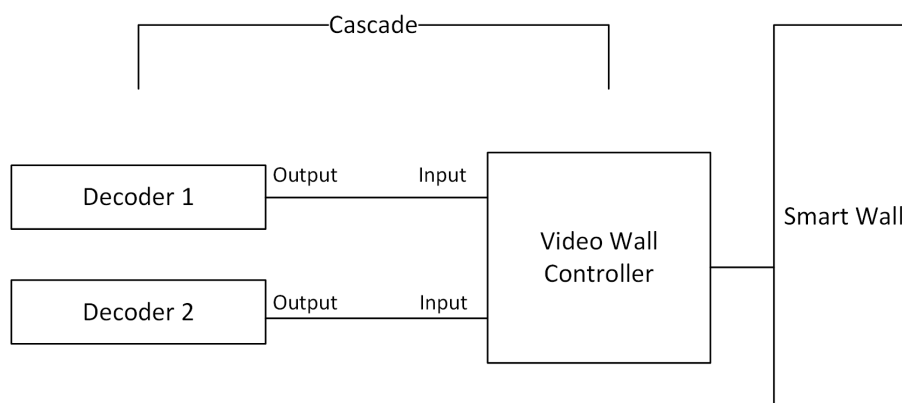 Cascade
Output
Input
Decoder 1
Video Wall
Controller
Smart Wall
Output
Input
Decoder 2